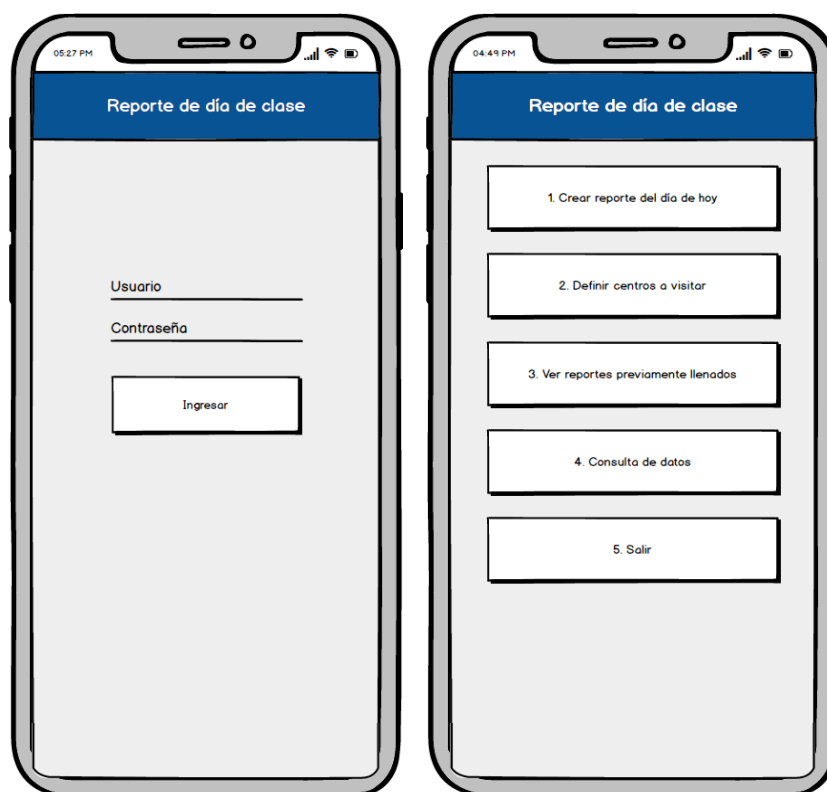 05:27 PM
Reporte de día de clase
Usuario
Contraseña
Ingresar
04:49 PM
Reporte de día de clase
1. Crear reporte del día de hoy
2. Definir centros a visitar
3. Ver reportes previamente llenados
4. Consulta de datos
5. Salir